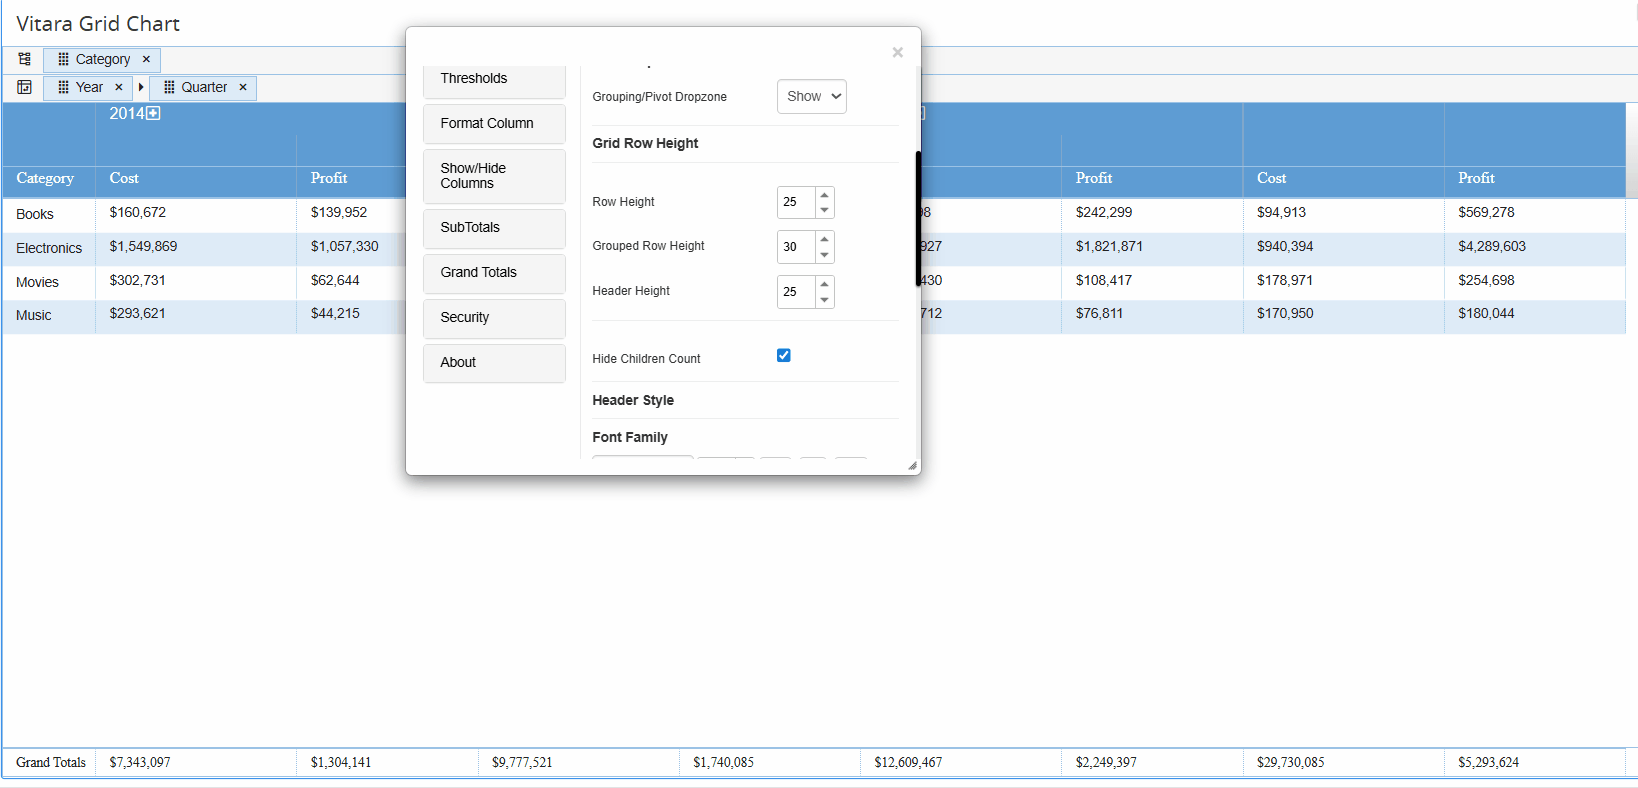 Vitara Grid Chart
Category ×
Year × Quarter ×
2014
Category Cost Profit Profit Cost Profit
Books $160,672 $139,952 $242,299 $94,913 $569,278
Electronics $1,549,869 $1,057,330 927 $1,821,871 $940,394 $4,289,603
Movies $302,731 $62,644 430 $108,417 $178,971 $254,698
Music $293,621 $44,215 712 $76,811 $170,950 $180,044
Grand Totals $7,343,097 $1,304,141 $9,777,521 $1,740,085 $12,609,467 $2,249,397 $29,730,085 $5,293,624
×
Thresholds
Format Column
Show/Hide
Columns
SubTotals
Grand Totals
Security
About
Grouping/Pivot Dropzone Show
Grid Row Height
Row Height 25
Grouped Row Height 30
Header Height 25
Hide Children Count
Header Style
Font Family